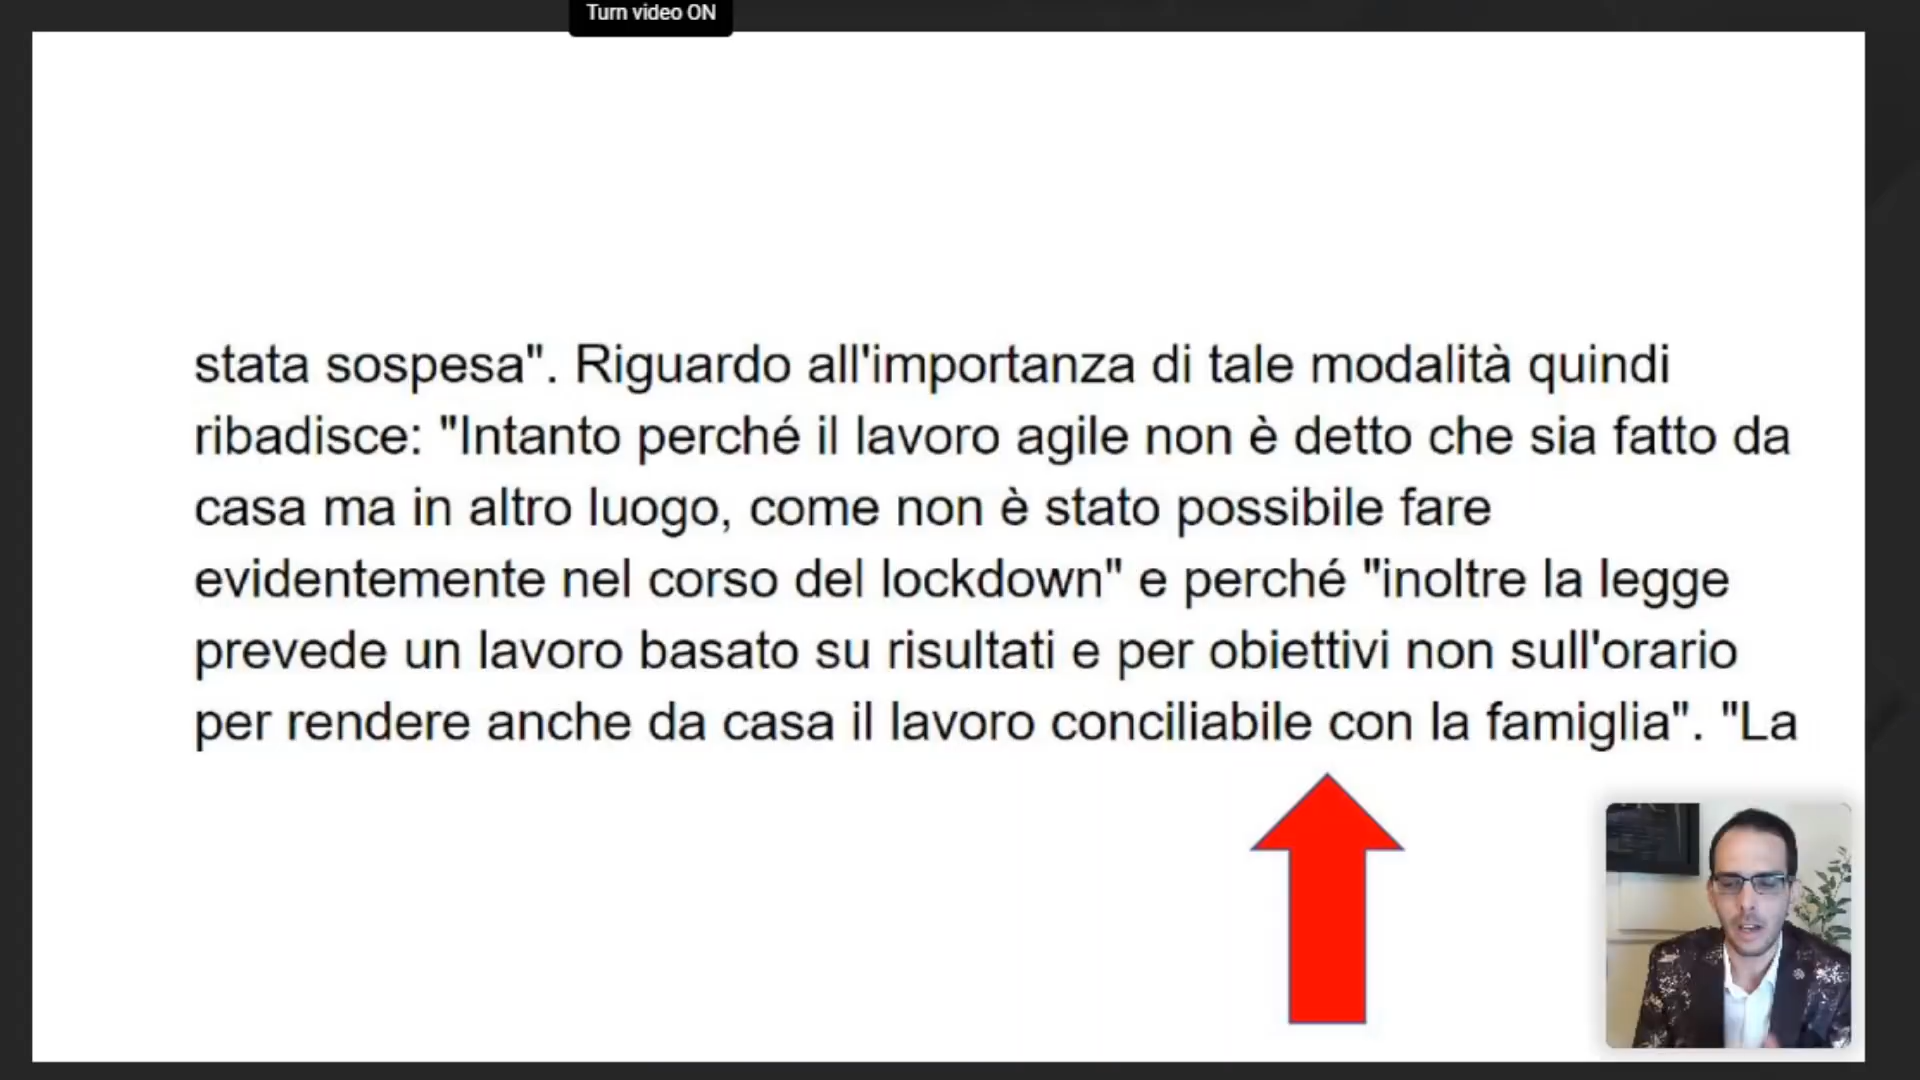 Turn video ON
stata sospesa". Riguardo all'importanza di tale modalità quindi
ribadisce: "Intanto perché il lavoro agile non è detto che sia fatto da
casa ma in altro luogo, come non è stato possibile fare
evidentemente nel corso del lockdown" e perché "inoltre la legge
prevede un lavoro basato su risultati e per obiettivi non sull'orario
per rendere anche da casa il lavoro conciliabile con la famiglia". "La